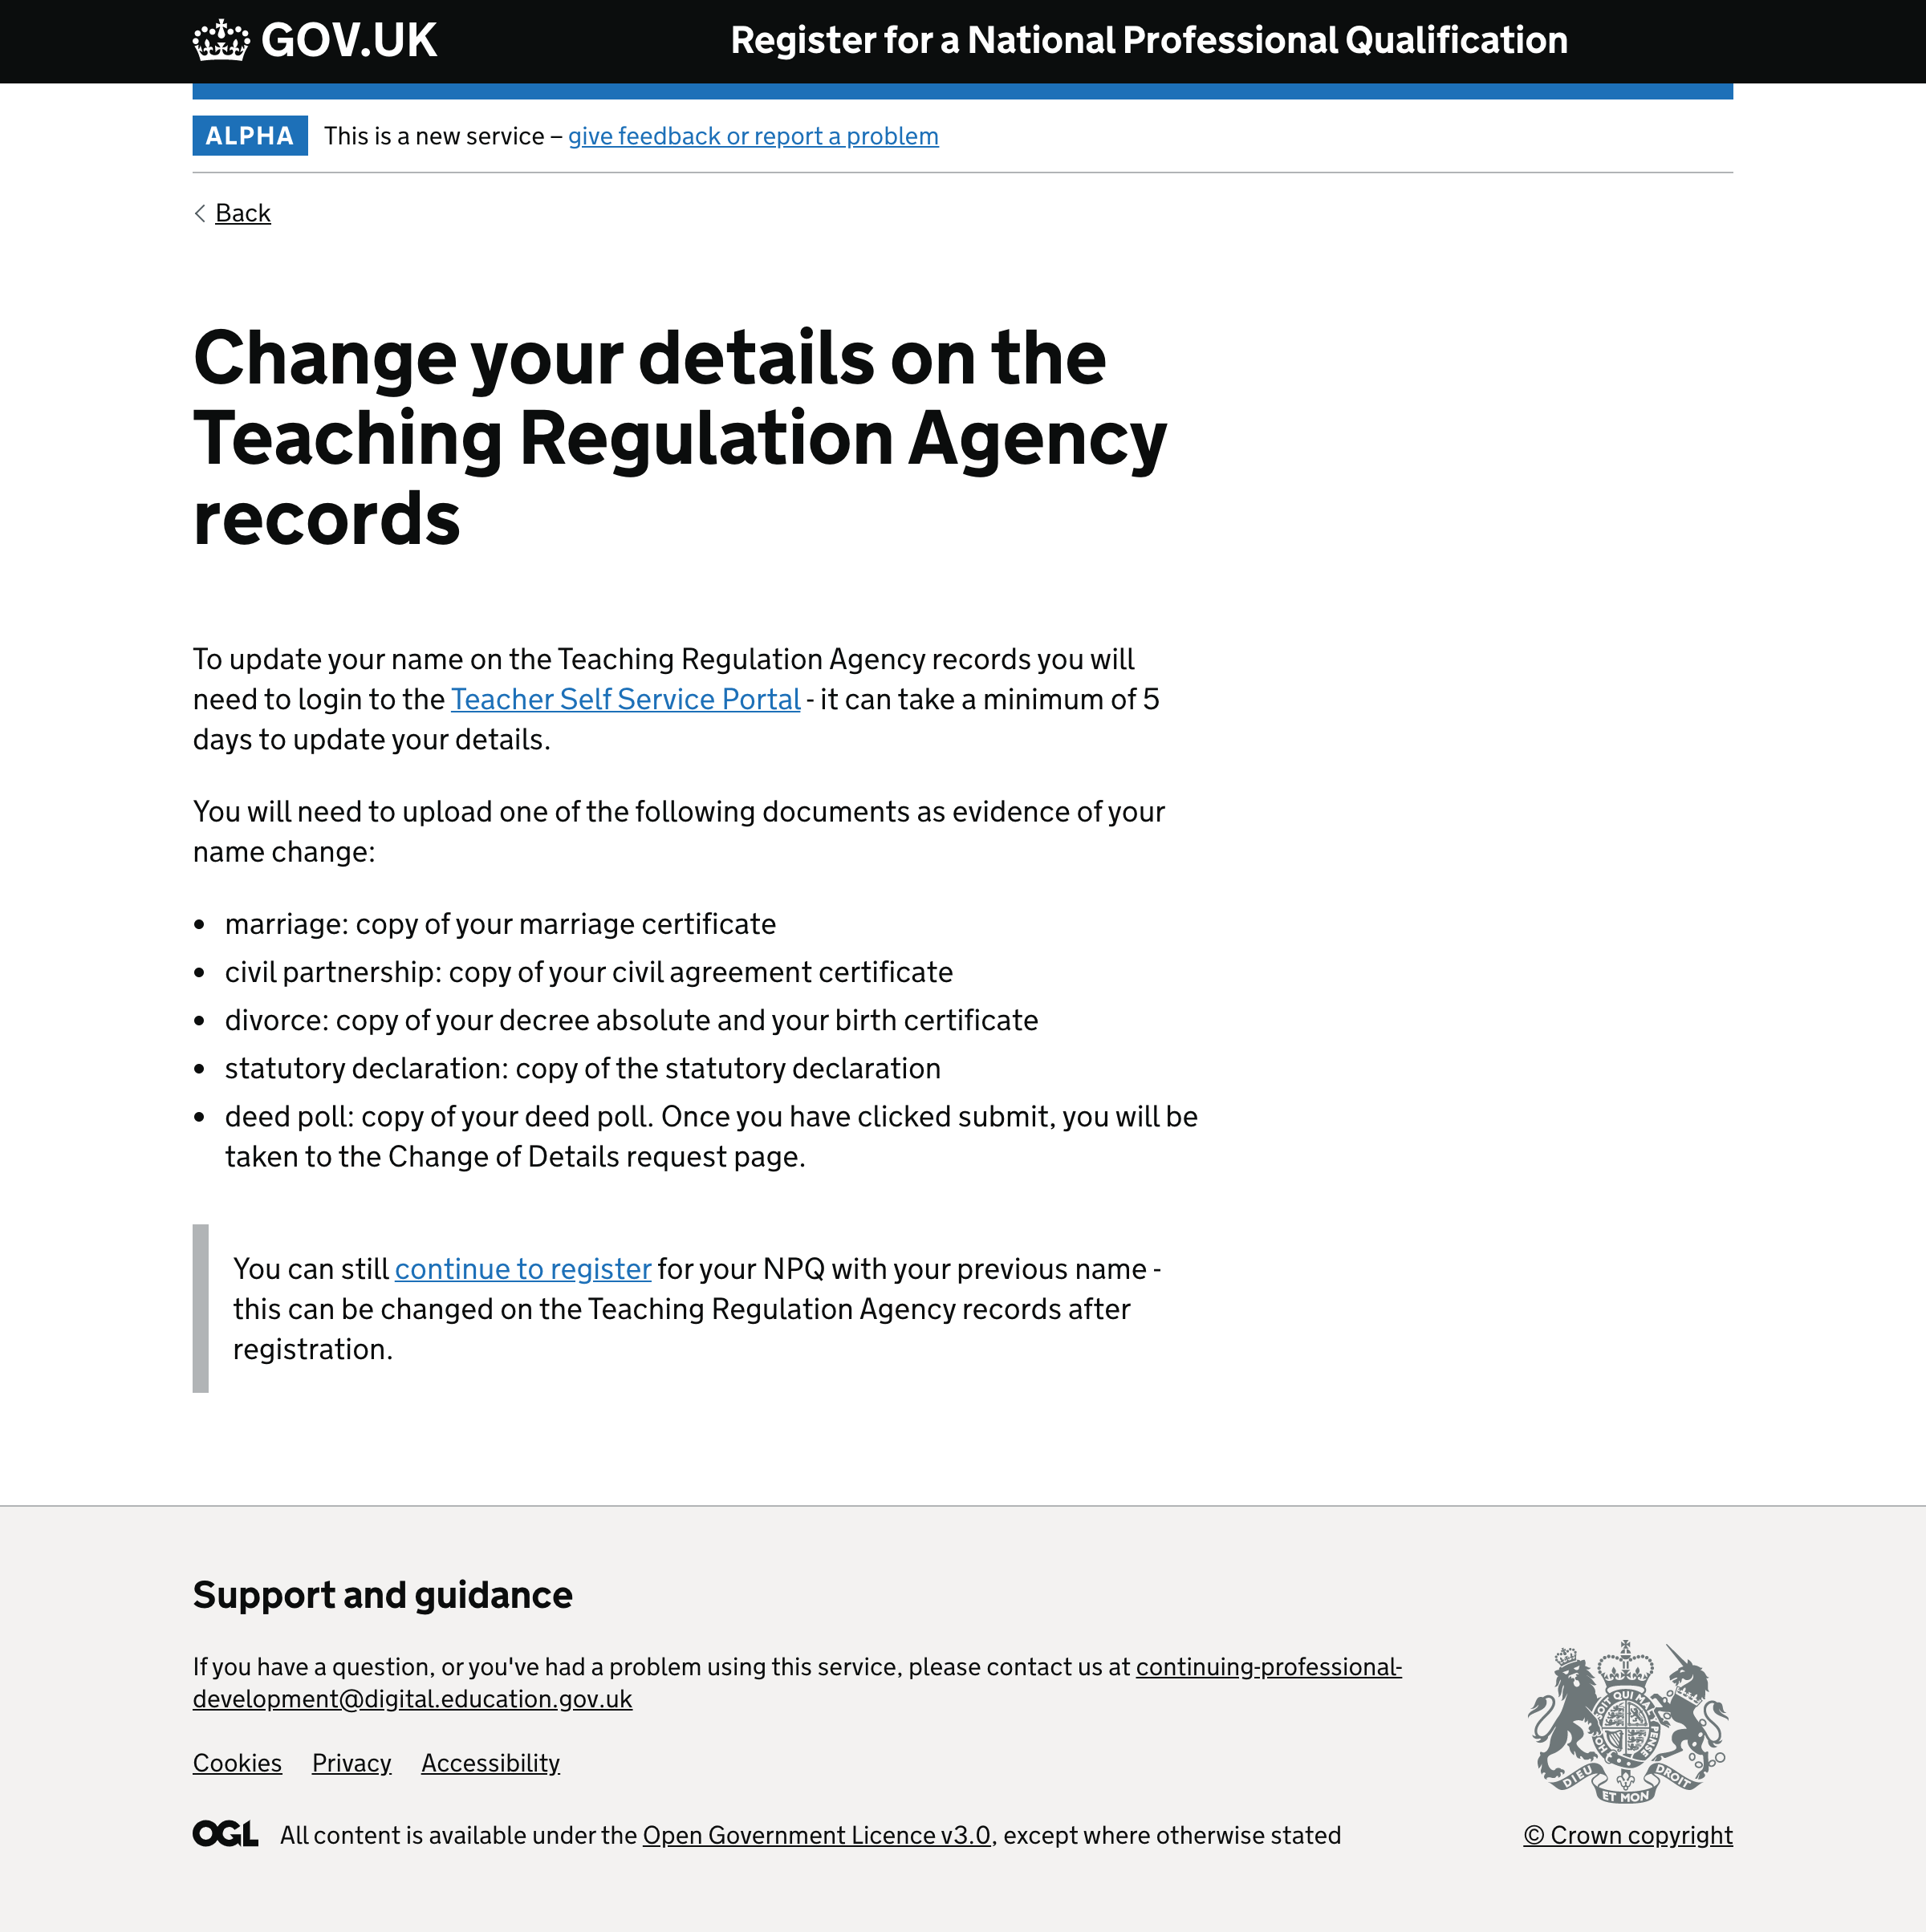 GOV.UK
Register for a National Professional Qualification
ALPHA This is a new service – give feedback or report a problem
Back
Change your details on the
Teaching Regulation Agency
records
To update your name on the Teaching Regulation Agency records you will
need to login to the Teacher Self Service Portal - it can take a minimum of 5
days to update your details.
You will need to upload one of the following documents as evidence of your
name change:
• marriage: copy of your marriage certificate
• civil partnership: copy of your civil agreement certificate
• divorce: copy of your decree absolute and your birth certificate
• statutory declaration: copy of the statutory declaration
• deed poll: copy of your deed poll. Once you have clicked submit, you will be
taken to the Change of Details request page.
You can still continue to register for your NPQ with your previous name -
this can be changed on the Teaching Regulation Agency records after
registration.
Support and guidance
If you have a question, or you've had a problem using this service, please contact us at continuing-professional-
development@digital.education.gov.uk
Cookies Privacy Accessibility
OGL All content is available under the Open Government Licence v3.0, except where otherwise stated
DIEU ET MON DROIT
© Crown copyright